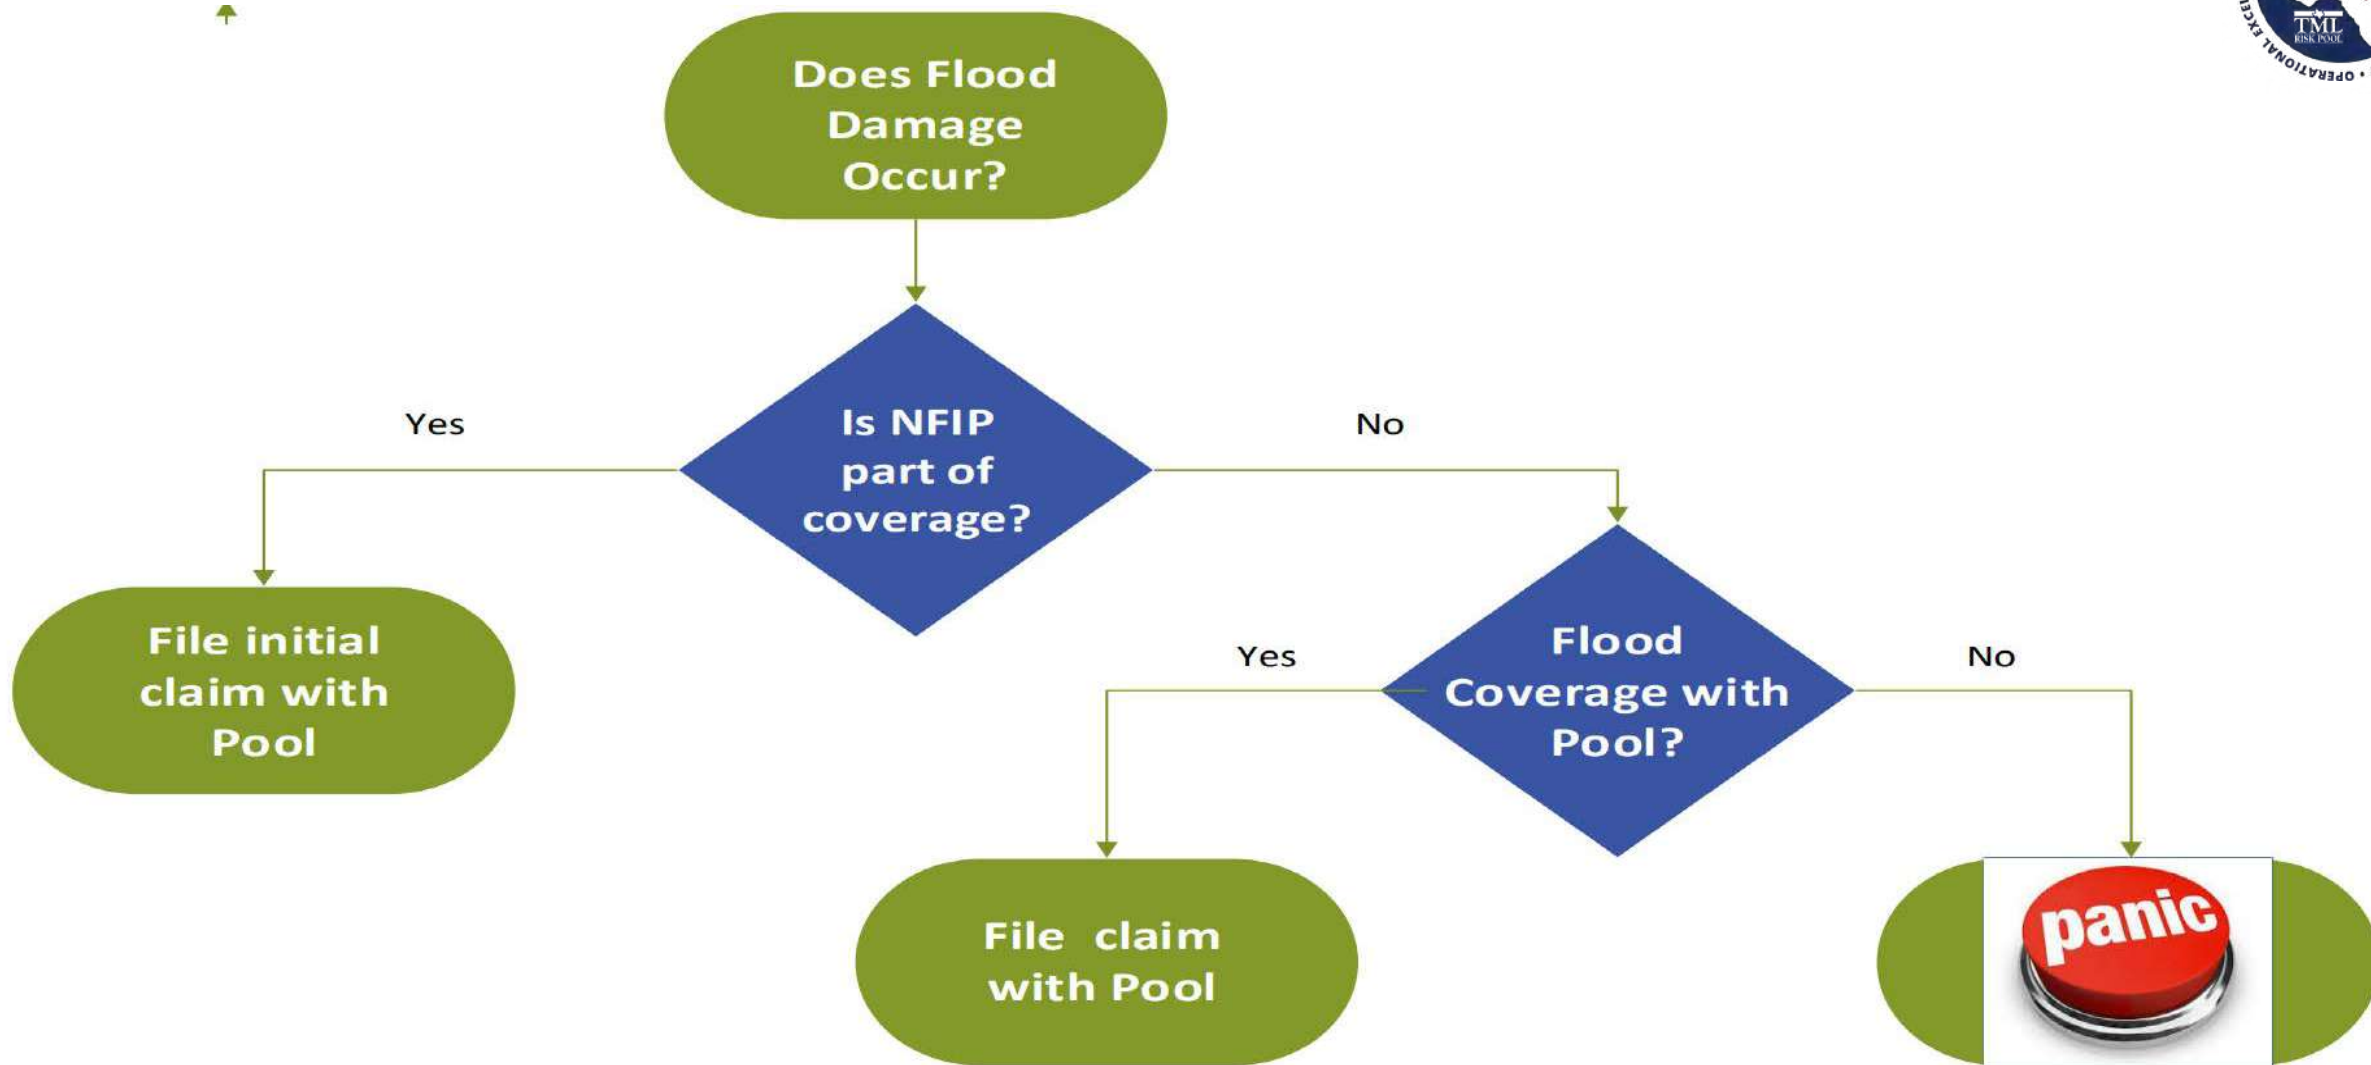 TML
RISK POOL
OPERATIONAL
Does Flood
Damage
Occur?
Is NFIP
part of
coverage?
Yes
No
File initial
claim with
Pool
Flood
Coverage with
Pool?
Yes
No
File claim
with Pool
panic